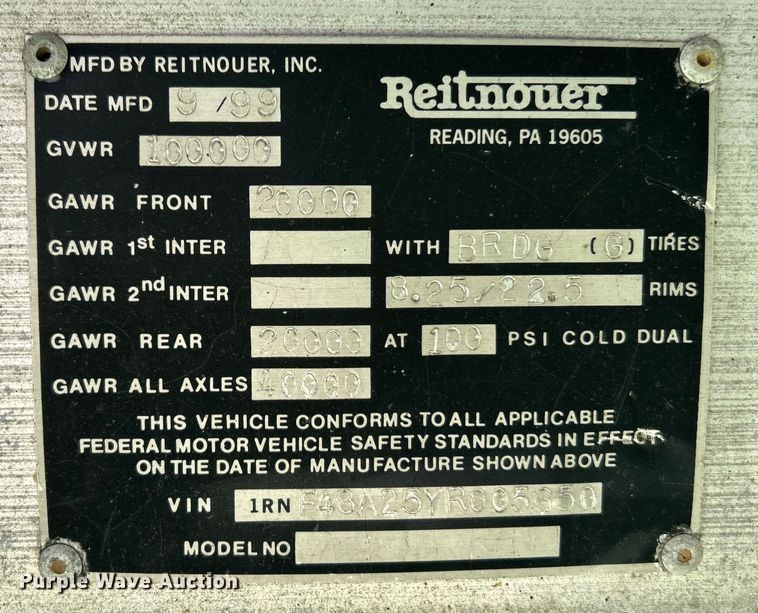 MFD BY REITNOUER, INC.
DATE MFD 9/99
Reitnouer
READING, PA 19605
GVWR 100000
GAWR FRONT 20000
GAWR 1st INTER WITH BRDG (G) TIRES
GAWR 2nd INTER 8.25/22.5 RIMS
GAWR REAR 20000 AT 100 PSI COLD DUAL
GAWR ALL AXLES 40000
THIS VEHICLE CONFORMS TO ALL APPLICABLE
FEDERAL MOTOR VEHICLE SAFETY STANDARDS IN EFFECT
ON THE DATE OF MANUFACTURE SHOWN ABOVE
VIN 1RN
MODEL NO
Purple Wave Auction